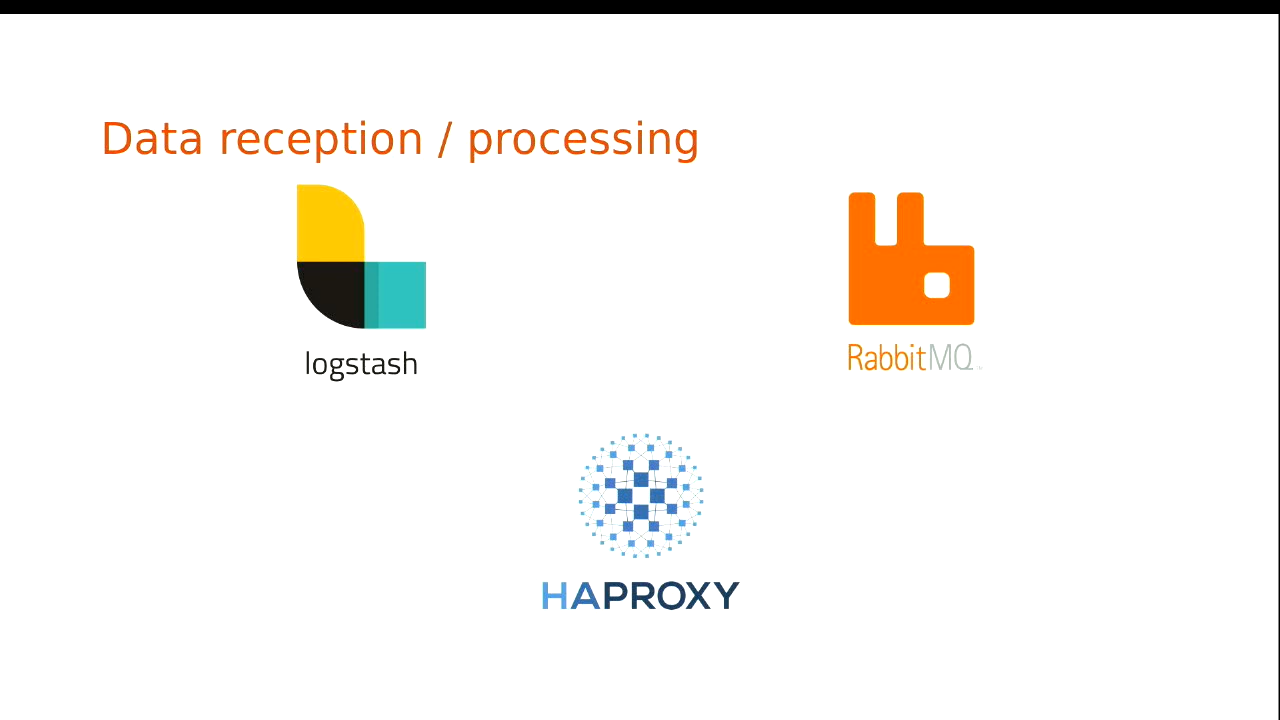 Data reception / processing
logstash
RabbitMQ
HAPROXY